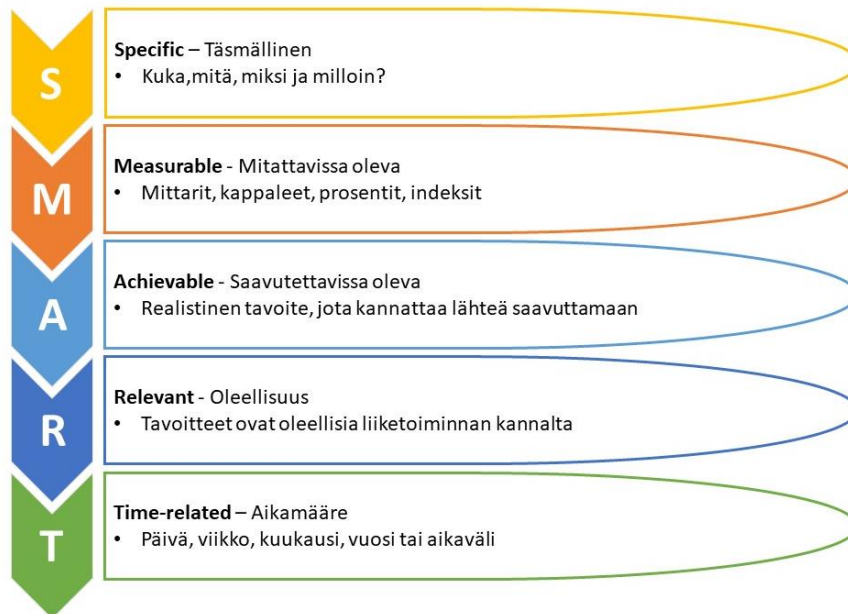 S
Specific – Täsmällinen
• Kuka,mitä, miksi ja milloin?
M
Measurable - Mitattavissa oleva
• Mittarit, kappaleet, prosentit, indeksit
A
Achievable - Saavutettavissa oleva
• Realistinen tavoite, jota kannattaa lähteä saavuttamaan
R
Relevant - Oleellisuus
• Tavoitteet ovat oleellisia liiketoiminnan kannalta
T
Time-related – Aikamääre
• Päivä, viikko, kuukausi, vuosi tai aikaväli